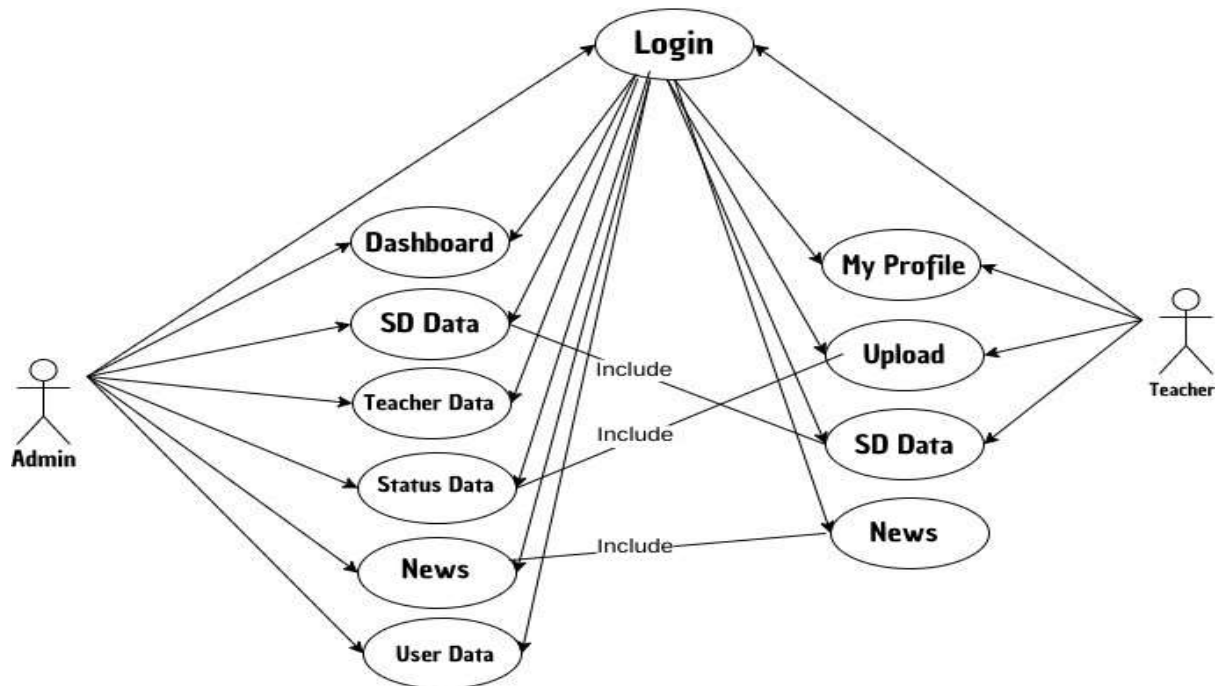 Login
Dashboard
My Profile
SD Data
Upload
Include
Teacher
Teacher Data
Include
SD Data
Admin
Status Data
News
Include
News
User Data